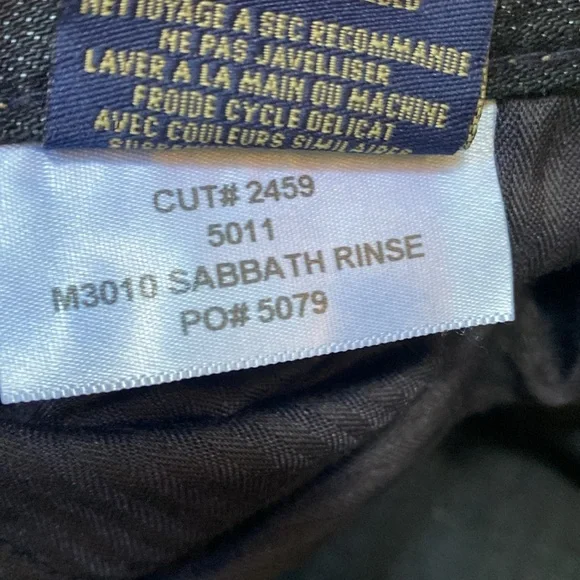 NETTOYAGE A SEC RECOMMANDE
NE PAS JAVELLISER
LAVER A LA MAIN OU MACHINE
FROIDE CYCLE DELICAT
AVEC COULEURS SIMILAIRES
CUT# 2459
5011
M3010 SABBATH RINSE
PO# 5079